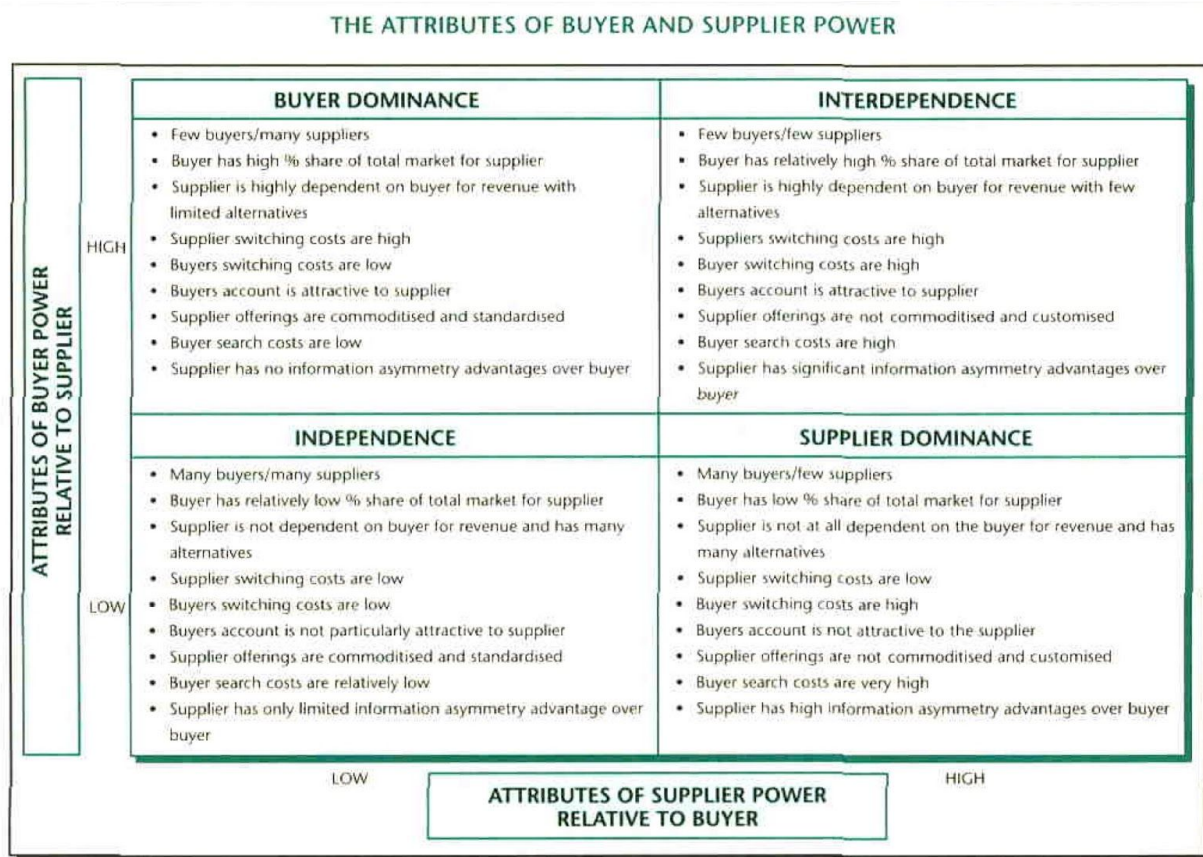 THE ATTRIBUTES OF BUYER AND SUPPLIER POWER
ATTRIBUTES OF BUYER POWER
RELATIVE TO SUPPLIER
HIGH
BUYER DOMINANCE
• Few buyers/many suppliers
• Buyer has high % share of total market for supplier
• Supplier is highly dependent on buyer for revenue with
limited alternatives
• Supplier switching costs are high
• Buyers switching costs are low
• Buyers account is attractive to supplier
• Supplier offerings are commoditised and standardised
• Buyer search costs are low
• Supplier has no information asymmetry advantages over buyer
INTERDEPENDENCE
• Few buyers/few suppliers
• Buyer has relatively high % share of total market for supplier
• Supplier is highly dependent on buyer for revenue with few
alternatives
• Suppliers switching costs are high
• Buyer switching costs are high
• Buyers account is attractive to supplier
• Supplier offerings are not commoditised and customised
• Buyer search costs are high
• Supplier has significant information asymmetry advantages over
buyer
LOW
INDEPENDENCE
• Many buyers/many suppliers
• Buyer has relatively low % share of total market for supplier
• Supplier is not dependent on buyer for revenue and has many
alternatives
• Supplier switching costs are low
• Buyers switching costs are low
• Buyers account is not particularly attractive to supplier
• Supplier offerings are commoditised and standardised
• Buyer search costs are relatively low
• Supplier has only limited information asymmetry advantage over
buyer
SUPPLIER DOMINANCE
• Many buyers/few suppliers
• Buyer has low % share of total market for supplier
• Supplier is not at all dependent on the buyer for revenue and has
many alternatives
• Supplier switching costs are low
• Buyer switching costs are high
• Buyers account is not attractive to the supplier
• Supplier offerings are not commoditised and customised
• Buyer search costs are very high
• Supplier has high information asymmetry advantages over buyer
LOW
HIGH
ATTRIBUTES OF SUPPLIER POWER
RELATIVE TO BUYER